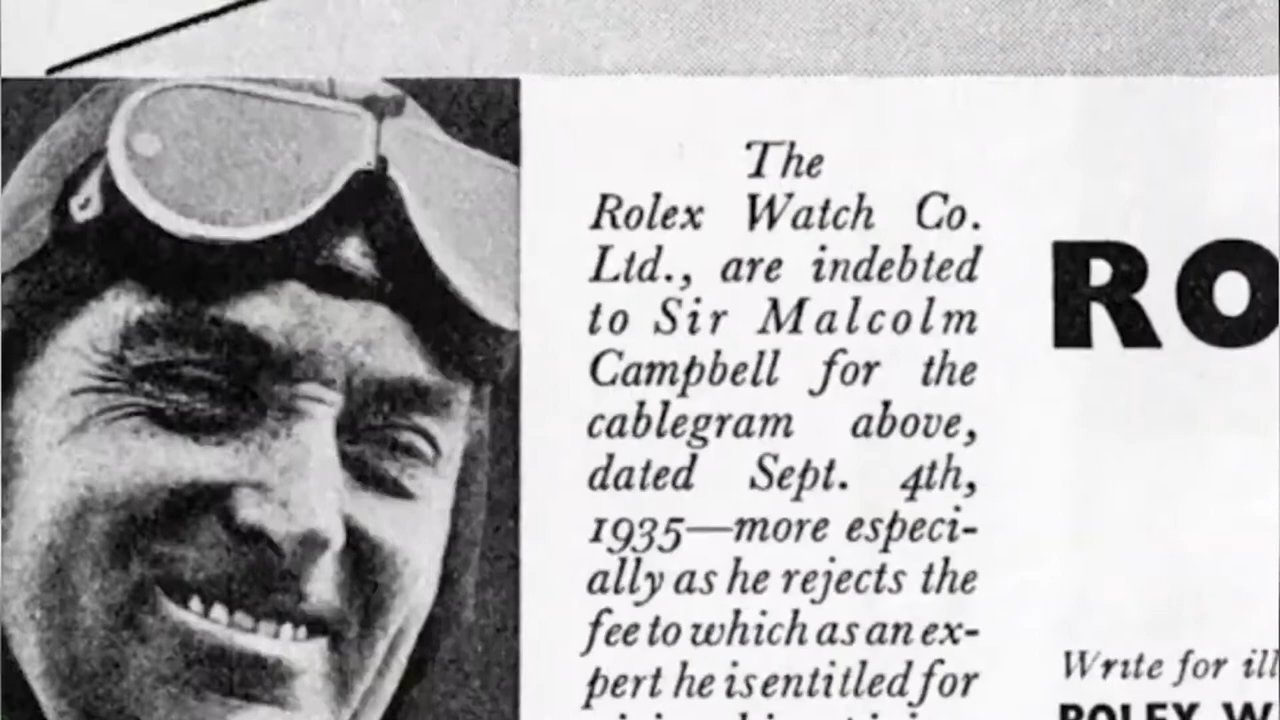 The
Rolex Watch Co.
Ltd., are indebted
to Sir Malcolm
Campbell for the
cablegram above,
dated Sept. 4th,
1935—more especi-
ally as he rejects the
fee to which as an ex-
pert he is entitled for
RO
Write for ill
ROLEX W